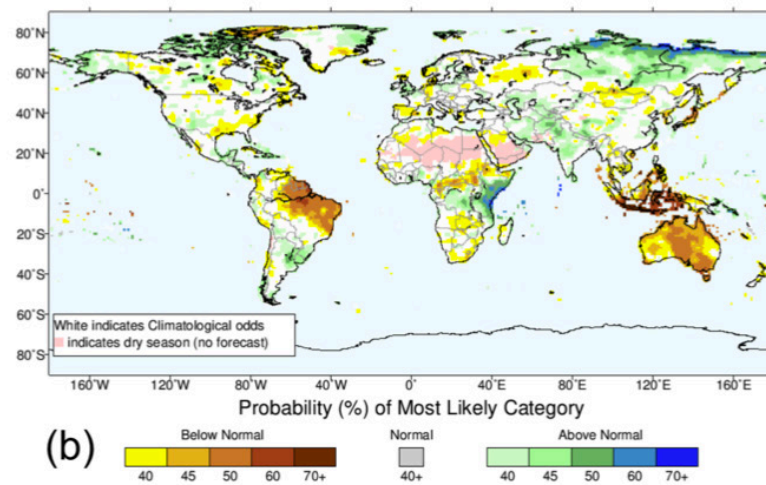 80°N
60°N
40°N
20°N
0°
20°S
40°S
60°S
80°S
White indicates Climatological odds
indicates dry season (no forecast)
160°W 120°W 80°W 40°W 0° 40°E 80°E 120°E 160°E
Probability (%) of Most Likely Category
(b)
Below Normal Normal Above Normal
40 45 50 60 70+ 40+ 40 45 50 60 70+